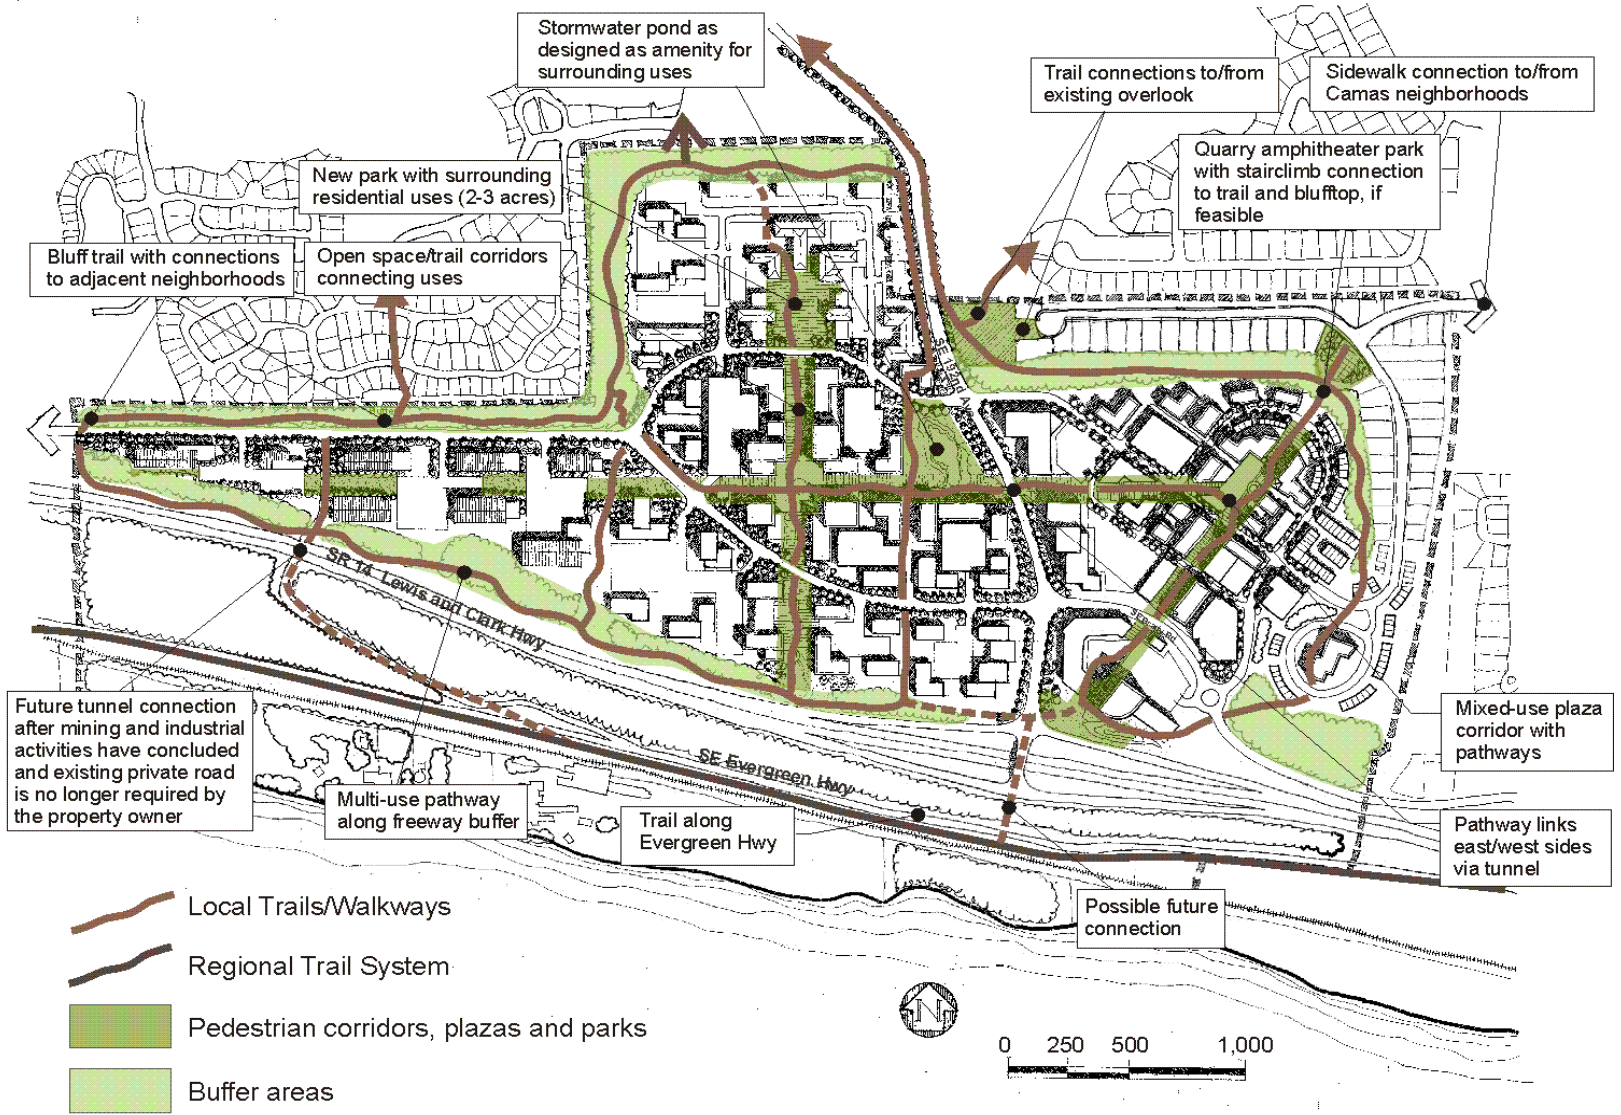 Stormwater pond as
designed as amenity for
surrounding uses
Trail connections to/from
existing overlook
Sidewalk connection to/from
Camas neighborhoods
Quarry amphitheater park
with stairclimb connection
to trail and blufftop, if
feasible
New park with surrounding
residential uses (2-3 acres)
Bluff trail with connections
to adjacent neighborhoods
Open space/trail corridors
connecting uses
SE 192nd Ave
SR 14 Lewis and Clark Hwy
SE Evergreen Hwy
Future tunnel connection
after mining and industrial
activities have concluded
and existing private road
is no longer required by
the property owner
Multi-use pathway
along freeway buffer
Trail along
Evergreen Hwy
Mixed-use plaza
corridor with
pathways
Pathway links
east/west sides
via tunnel
Possible future
connection
Local Trails/Walkways
Regional Trail System
Pedestrian corridors, plazas and parks
Buffer areas
N
0 250 500 1,000